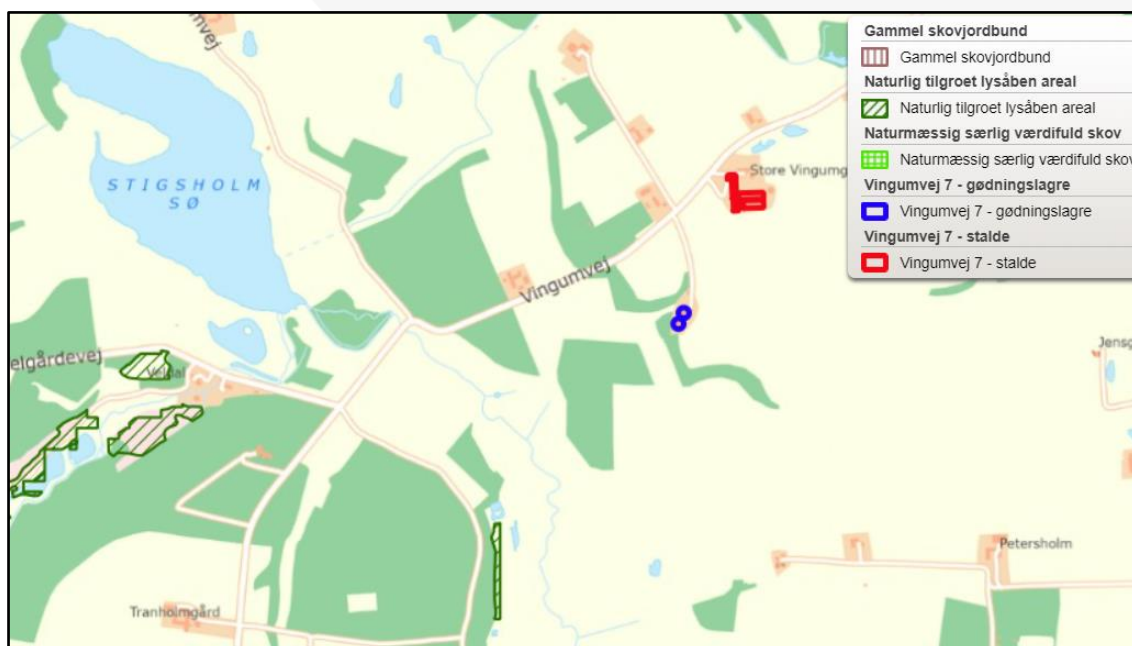 Gammel skovjordbund
Gammel skovjordbund
Naturlig tilgroet lysåben areal
Naturlig tilgroet lysåben areal
Naturmæssig særlig værdifuld skov
Naturmæssig særlig værdifuld skov
Vingumvej 7 - gødningslagre
Vingumvej 7 - gødningslagre
Vingumvej 7 - stalde
Vingumvej 7 - stalde
umvej
STIGSHOLM
SØ
Store Vingumg
Vingumvej
elgårdevej
Jensg
Petersholm
Tranholmgård